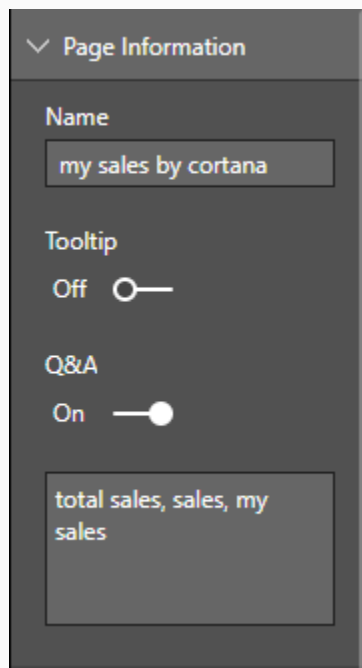 Page Information
Name
my sales by cortana
Tooltip
Off
Q&A
On
total sales, sales, my
sales